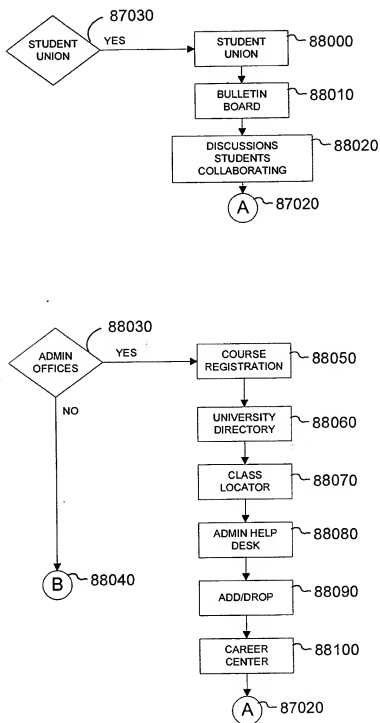 87030
STUDENT
UNION
YES
STUDENT
UNION
88000
BULLETIN
BOARD
88010
DISCUSSIONS
STUDENTS
COLLABORATING
88020
A
87020
88030
ADMIN
OFFICES
YES
NO
B
88040
COURSE
REGISTRATION
88050
UNIVERSITY
DIRECTORY
88060
CLASS
LOCATOR
88070
ADMIN HELP
DESK
88080
ADD/DROP
88090
CAREER
CENTER
88100
A
87020